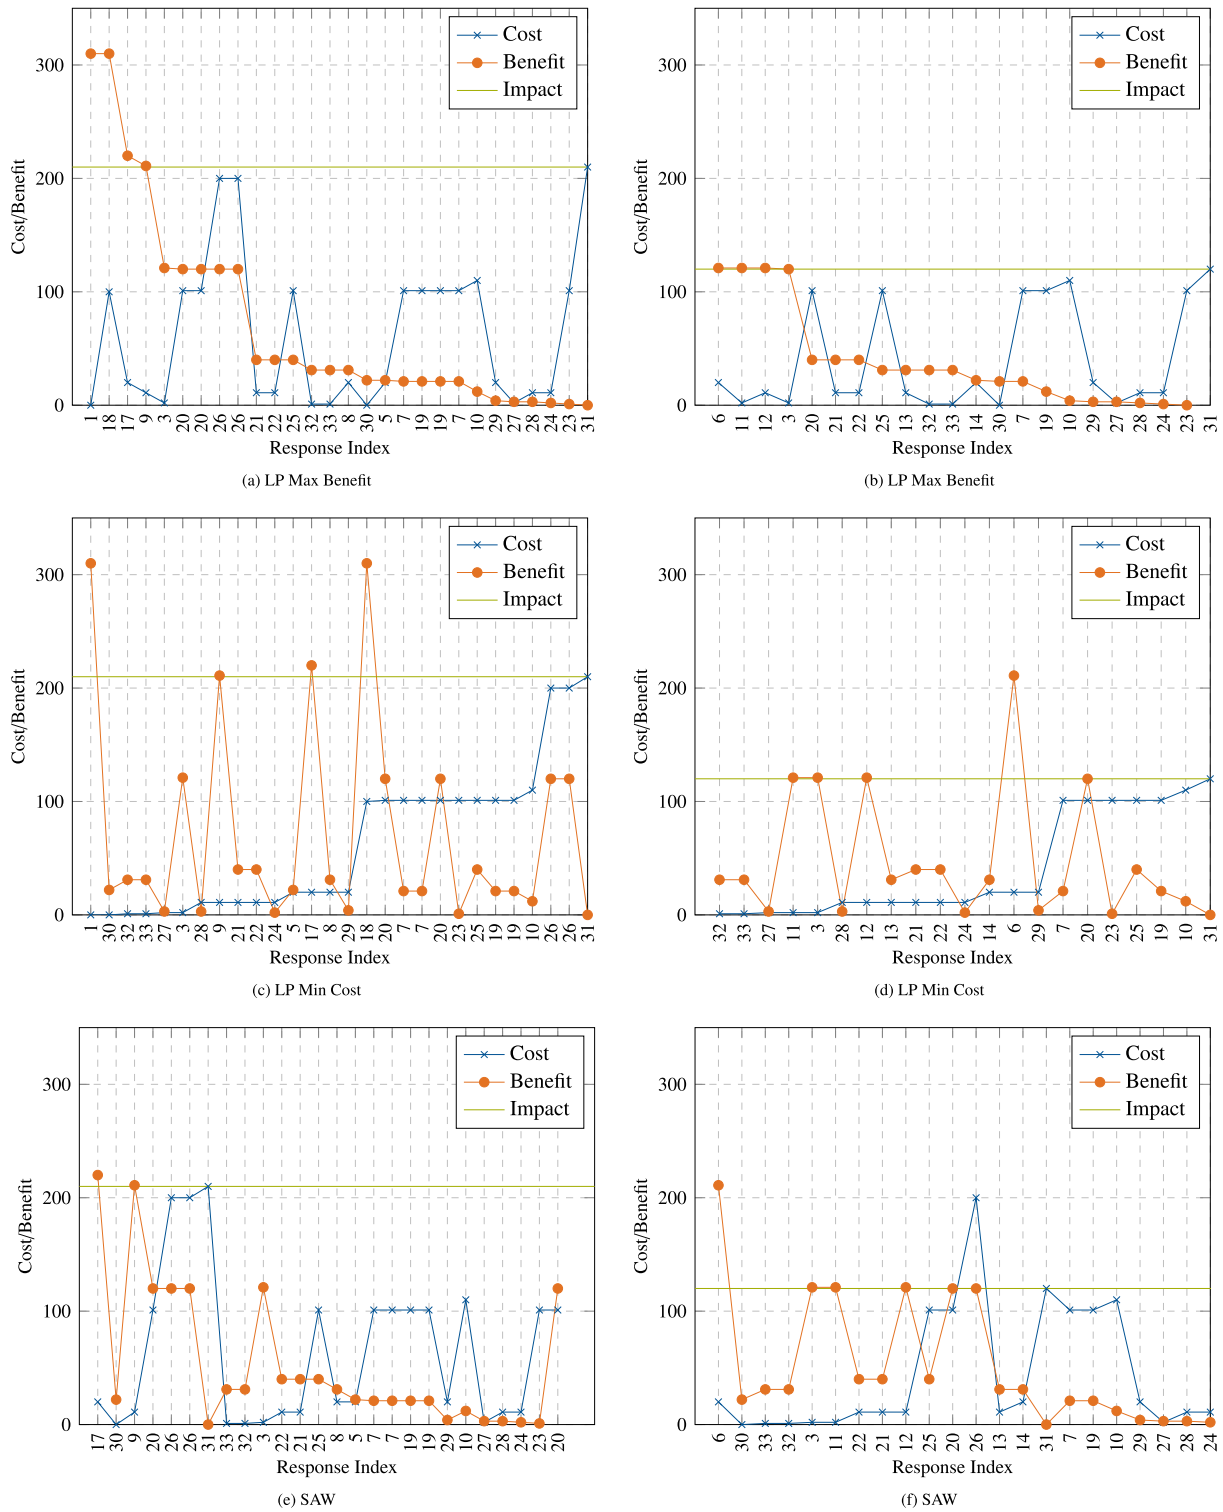 Cost
Benefit
Impact
300
200
100
0
Cost/Benefit
1 18 17 9 3 20 20 26 26 21 22 25 32 33 8 30 5 7 19 19 7 10 29 27 28 24 23 31
Response Index
(a) LP Max Benefit
Cost
Benefit
Impact
300
200
100
0
Cost/Benefit
6 11 12 3 20 21 22 25 13 32 33 14 30 7 19 10 29 27 28 24 23 31
Response Index
(b) LP Max Benefit
Cost
Benefit
Impact
300
200
100
0
Cost/Benefit
1 30 32 33 27 3 28 9 21 22 24 5 17 8 29 18 20 7 7 20 23 25 19 19 10 26 26 31
Response Index
(c) LP Min Cost
Cost
Benefit
Impact
300
200
100
0
Cost/Benefit
32 33 27 11 3 28 12 13 21 22 24 14 6 29 7 20 23 25 19 10 31
Response Index
(d) LP Min Cost
Cost
Benefit
Impact
300
200
100
0
Cost/Benefit
17 30 9 20 26 26 31 33 32 3 22 21 25 8 5 7 7 19 19 29 10 27 28 24 23 20
Response Index
(e) SAW
Cost
Benefit
Impact
300
200
100
0
Cost/Benefit
6 30 33 32 3 11 22 21 12 25 20 26 13 14 31 7 19 10 29 27 28 24
Response Index
(f) SAW